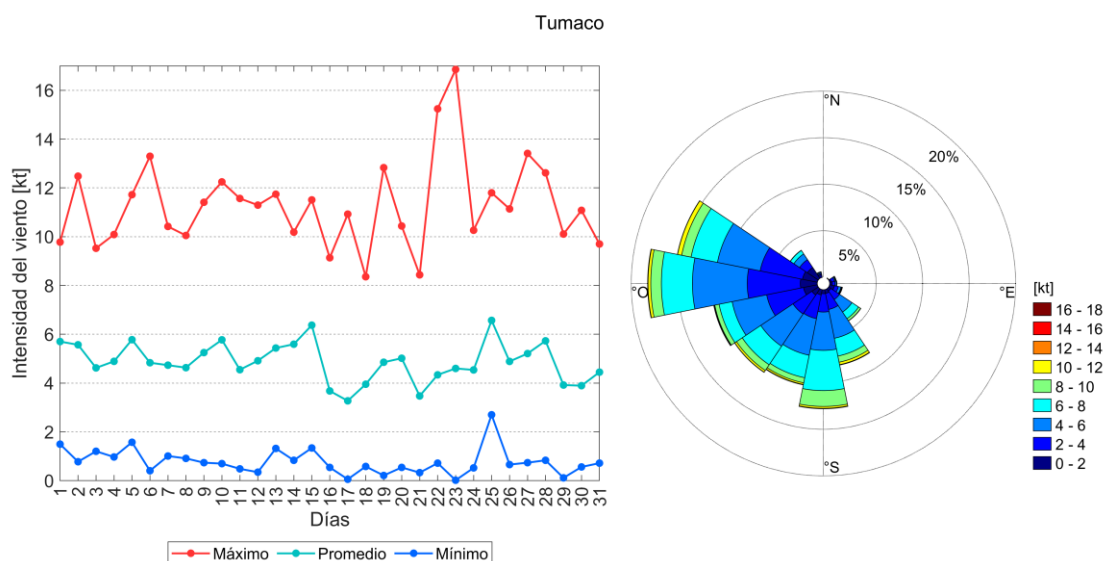 Tumaco
Intensidad del viento [kt]
16
14
12
10
8
6
4
2
0
1 2 3 4 5 6 7 8 9 10 11 12 13 14 15 16 17 18 19 20 21 22 23 24 25 26 27 28 29 30 31
Días
Máximo Promedio Mínimo
°N
20%
15%
10%
5%
°O
°E
°S
[kt]
16 - 18
14 - 16
12 - 14
10 - 12
8 - 10
6 - 8
4 - 6
2 - 4
0 - 2